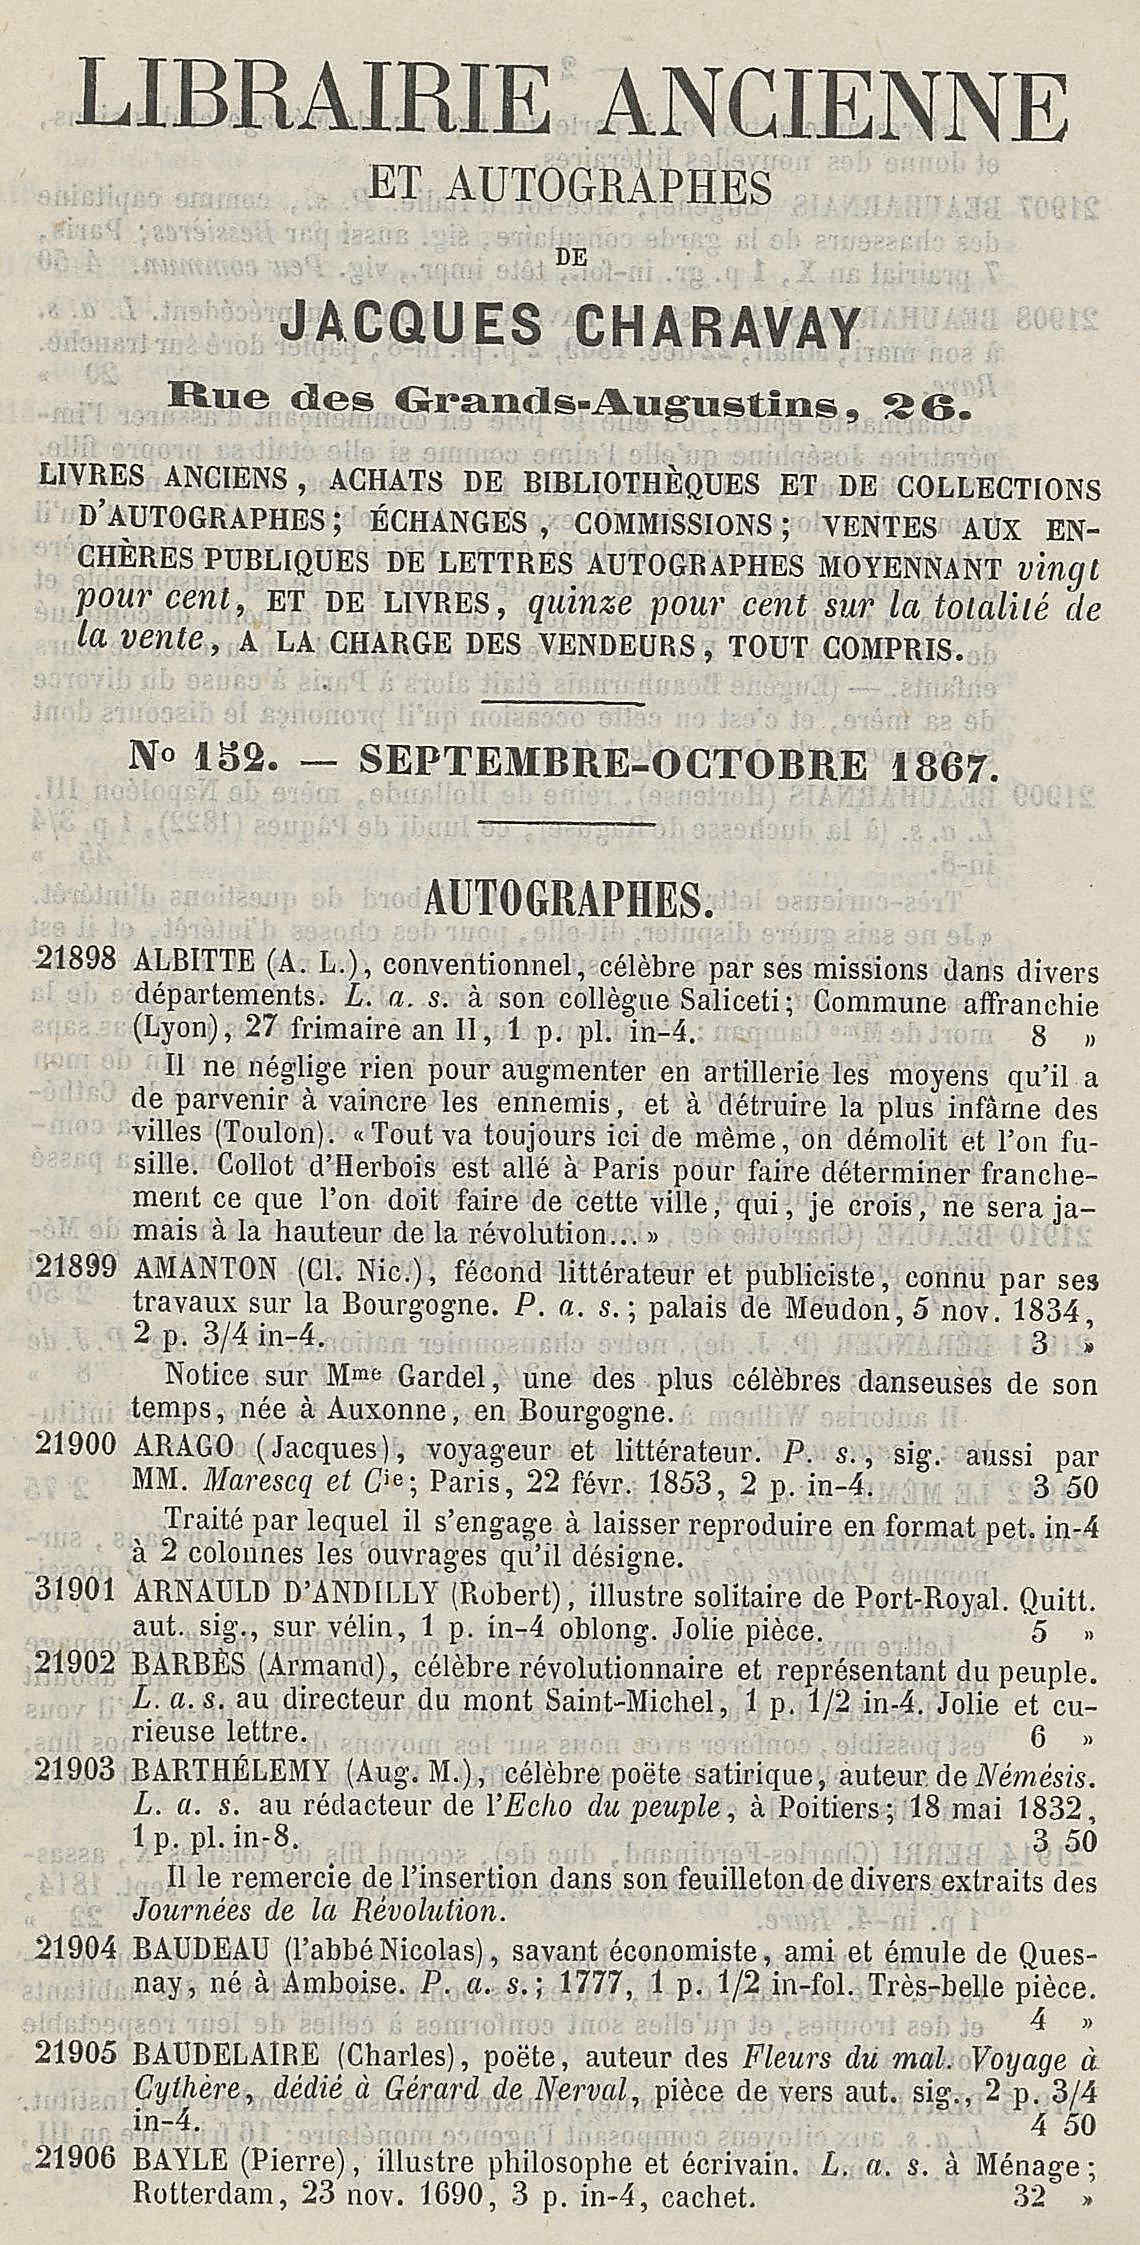 LIBRAIRIE ANCIENNE
ET AUTOGRAPHES
DE
JACQUES CHARAVAY
Rue des Grands-Augustins, 26.
LIVRES ANCIENS, ACHATS DE BIBLIOTHÈQUES ET DE COLLECTIONS
D'AUTOGRAPHES; ÉCHANGES, COMMISSIONS; VENTES AUX EN-
CHÈRES PUBLIQUES DE LETTRES AUTOGRAPHES MOYENNANT vingt
pour cent, ET DE LIVRES, quinze pour cent sur la totalité de
la vente, A LA CHARGE DES VENDEURS, TOUT COMPRIS.
No 152. — SEPTEMBRE-OCTOBRE 1867.
AUTOGRAPHES.
21898 ALBITTE (A. L.), conventionnel, célèbre par ses missions dans divers
départements. L. a. s. à son collègue Saliceti; Commune affranchie
(Lyon), 27 frimaire an II, 1 p. pl. in-4. 8 »
Il ne néglige rien pour augmenter en artillerie les moyens qu'il a
de parvenir à vaincre les ennemis, et à détruire la plus infâme des
villes (Toulon). «Tout va toujours ici de même, on démolit et l'on fu-
sille. Collot d'Herbois est allé à Paris pour faire déterminer franche-
ment ce que l'on doit faire de cette ville, qui, je crois, ne sera ja-
mais à la hauteur de la révolution...»
21899 AMANTON (Cl. Nic.), fécond littérateur et publiciste, connu par ses
travaux sur la Bourgogne. P. a. s.; palais de Meudon, 5 nov. 1834,
2 p. 3/4 in-4. 3 »
Notice sur Mme Gardel, une des plus célèbres danseuses de son
temps, née à Auxonne, en Bourgogne.
21900 ARAGO (Jacques), voyageur et littérateur. P. s., sig. aussi par
MM. Marescq et Cie; Paris, 22 févr. 1853, 2 p. in-4. 3 50
Traité par lequel il s'engage à laisser reproduire en format pet. in-4
à 2 colonnes les ouvrages qu'il désigne.
31901 ARNAULD D'ANDILLY (Robert), illustre solitaire de Port-Royal. Quitt.
aut. sig., sur vélin, 1 p. in-4 oblong. Jolie pièce. 5 »
21902 BARBÈS (Armand), célèbre révolutionnaire et représentant du peuple.
L. a. s. au directeur du mont Saint-Michel, 1 p. 1/2 in-4. Jolie et cu-
rieuse lettre. 6 »
21903 BARTHÉLEMY (Aug. M.), célèbre poëte satirique, auteur de Némésis.
L. a. s. au rédacteur de l'Echo du peuple, à Poitiers; 18 mai 1832,
1 p. pl. in-8. 3 50
Il le remercie de l'insertion dans son feuilleton de divers extraits des
Journées de la Révolution.
21904 BAUDEAU (l'abbé Nicolas), savant économiste, ami et émule de Ques-
nay, né à Amboise. P. a. s.; 1777, 1 p. 1/2 in-fol. Très-belle pièce.
4 »
21905 BAUDELAIRE (Charles), poëte, auteur des Fleurs du mal. Voyage à
Cythère, dédié à Gérard de Nerval, pièce de vers aut. sig., 2 p. 3/4
in-4. 4 50
21906 BAYLE (Pierre), illustre philosophe et écrivain. L. a. s. à Ménage;
Rotterdam, 23 nov. 1690, 3 p. in-4, cachet. 32 »